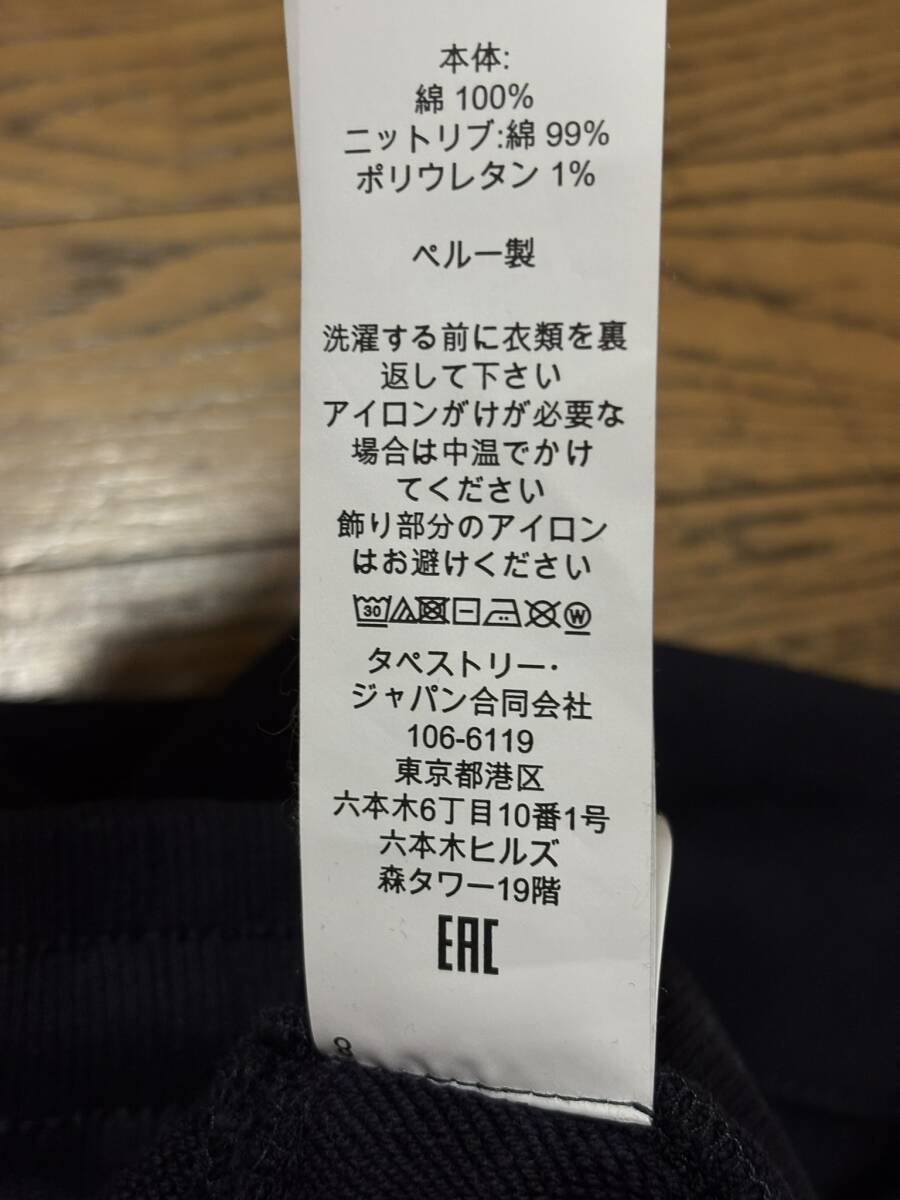 本体:
綿 100%
ニットリブ:綿 99%
ポリウレタン 1%
ペルー製
洗濯する前に衣類を裏
返して下さい
アイロンがけが必要な
場合は中温でかけ
てください
飾り部分のアイロン
はお避けください
30 W
タペストリー・
ジャパン合同会社
106-6119
東京都港区
六本木6丁目10番1号
六本木ヒルズ
森タワー19階
EAC